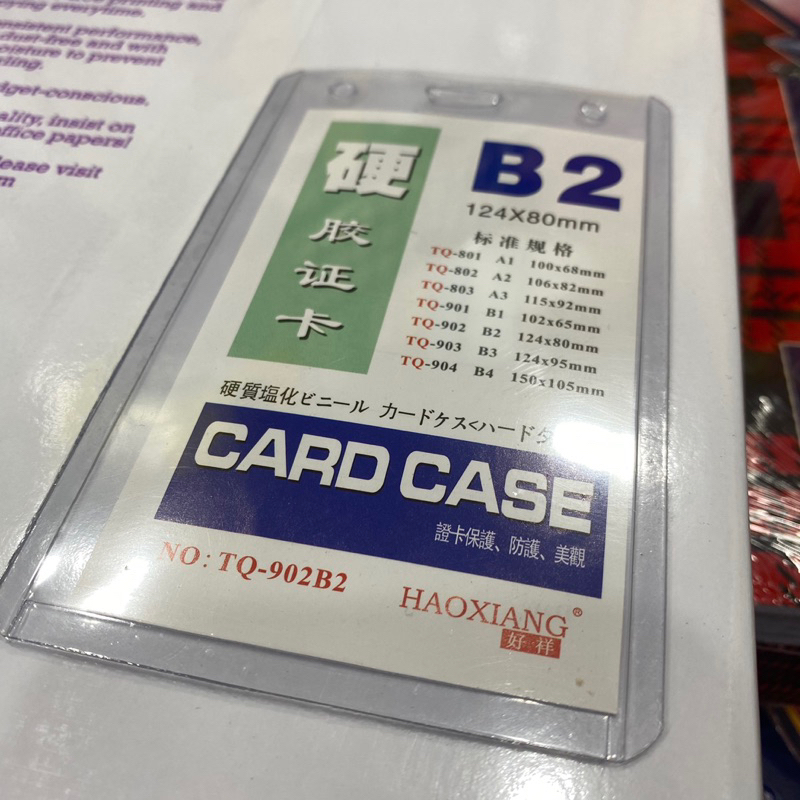 printing and
everytime.
consistent performance,
dust-free and with
moisture to prevent
budget-conscious.
quality, insist on
office papers!
please visit
硬
胶
证
卡
B2
124X80mm
标准规格
TQ-801 A1 100x68mm
TQ-802 A2 106x82mm
TQ-803 A3 115x92mm
TQ-901 B1 102x65mm
TQ-902 B2 124x80mm
TQ-903 B3 124x95mm
TQ-904 B4 150x105mm
硬質塩化ビニール カードケス<ハードタ
CARD CASE
證卡保護、防護、美觀
NO: TQ-902B2
HAOXIANG®
好祥